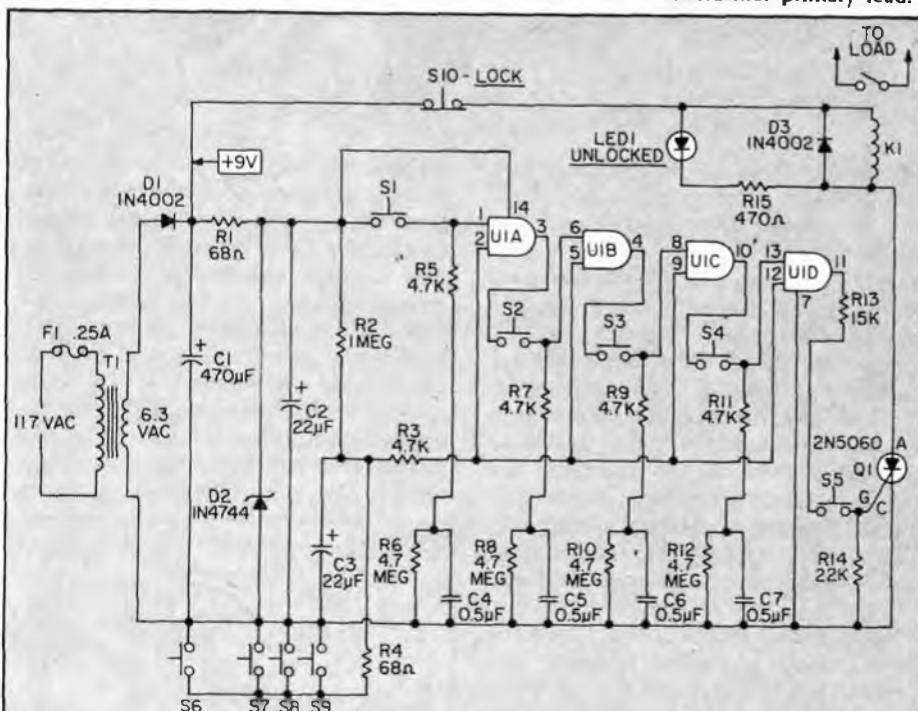 primary lead.
TO
LOAD
S10-LOCK
LED1
UNLOCKED
D3
1N4002
K1
+9V
D1
1N4002
R15
470Ω
S1
14
1
2
3
U1A
6
5
4
U1B
8
9
10
U1C
13
12
11
U1D
7
R1
68Ω
R5
4.7K
R2
1MEG
S2
S3
S4
R13
15K
F1 .25A
T1
C1
470µF
117 VAC
6.3
VAC
C2
22µF
R3
4.7K
R7
4.7K
R9
4.7K
R11
4.7K
2N5060
A
Q1
G
C
S5
D2
1N4744
C3
22µF
R6
4.7
MEG
C4
0.5µF
R8
4.7
MEG
C5
0.5µF
R10
4.7
MEG
C6
0.5µF
R12
4.7
MEG
C7
0.5µF
R14
22K
R4
68Ω
S6
S7
S8
S9